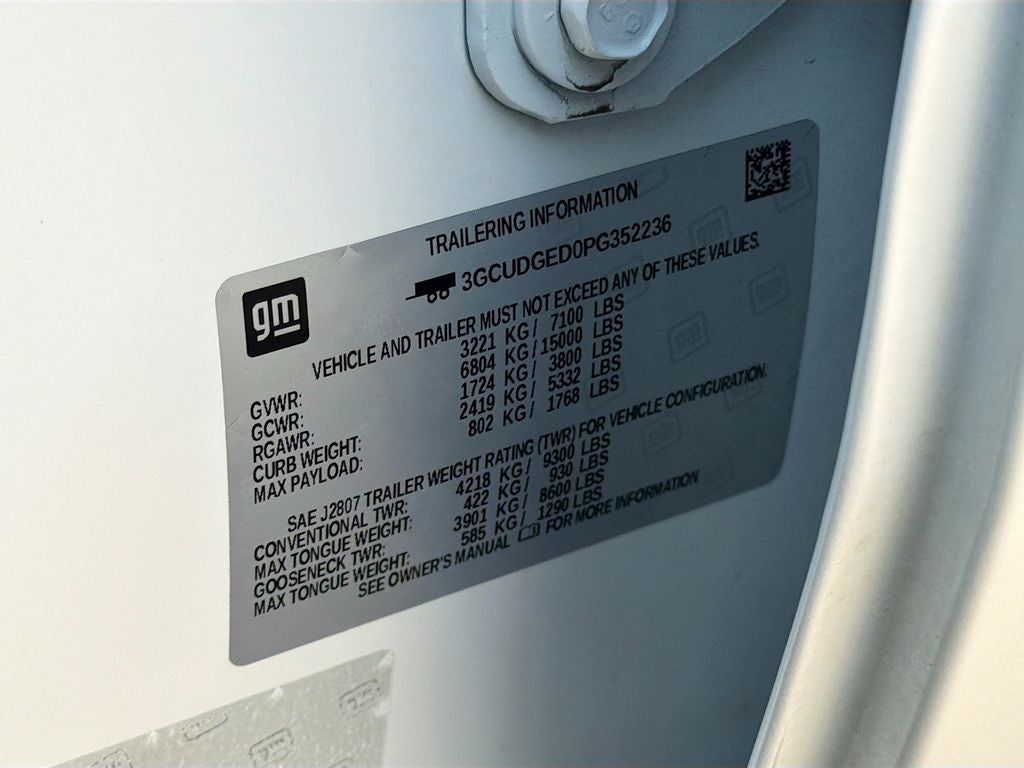 TRAILERING INFORMATION
3GCUDGED0PG352236
gm
VEHICLE AND TRAILER MUST NOT EXCEED ANY OF THESE VALUES.
GVWR: 3221 KG/ 7100 LBS
GCWR: 6804 KG/ 15000 LBS
RGAWR: 1724 KG/ 3800 LBS
CURB WEIGHT: 2419 KG/ 5332 LBS
MAX PAYLOAD: 802 KG/ 1768 LBS
SAE J2807 TRAILER WEIGHT RATING (TWR) FOR VEHICLE CONFIGURATION.
CONVENTIONAL TWR: 4218 KG/ 9300 LBS
MAX TONGUE WEIGHT: 422 KG/ 930 LBS
GOOSENECK TWR: 3901 KG/ 8600 LBS
MAX TONGUE WEIGHT: 585 KG/ 1290 LBS
SEE OWNER'S MANUAL FOR MORE INFORMATION